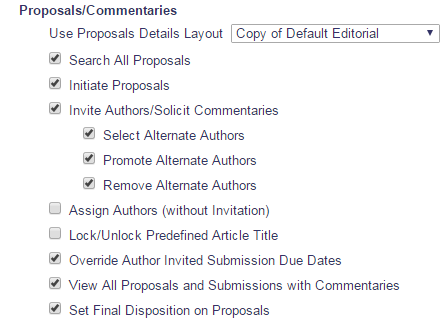 Proposals/Commentaries
Use Proposals Details Layout Copy of Default Editorial
Search All Proposals
Initiate Proposals
Invite Authors/Solicit Commentaries
Select Alternate Authors
Promote Alternate Authors
Remove Alternate Authors
Assign Authors (without Invitation)
Lock/Unlock Predefined Article Title
Override Author Invited Submission Due Dates
View All Proposals and Submissions with Commentaries
Set Final Disposition on Proposals